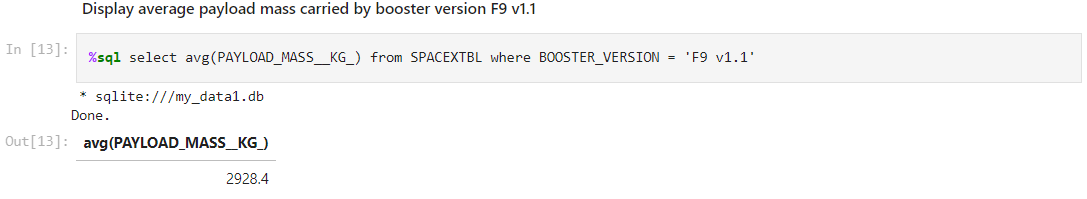 Display average payload mass carried by booster version F9 v1.1
In [13]: %sql select avg(PAYLOAD_MASS__KG_) from SPACEXTBL where BOOSTER_VERSION = 'F9 v1.1'
* sqlite:///my_data1.db
Done.
Out[13]: avg(PAYLOAD_MASS__KG_)
2928.4